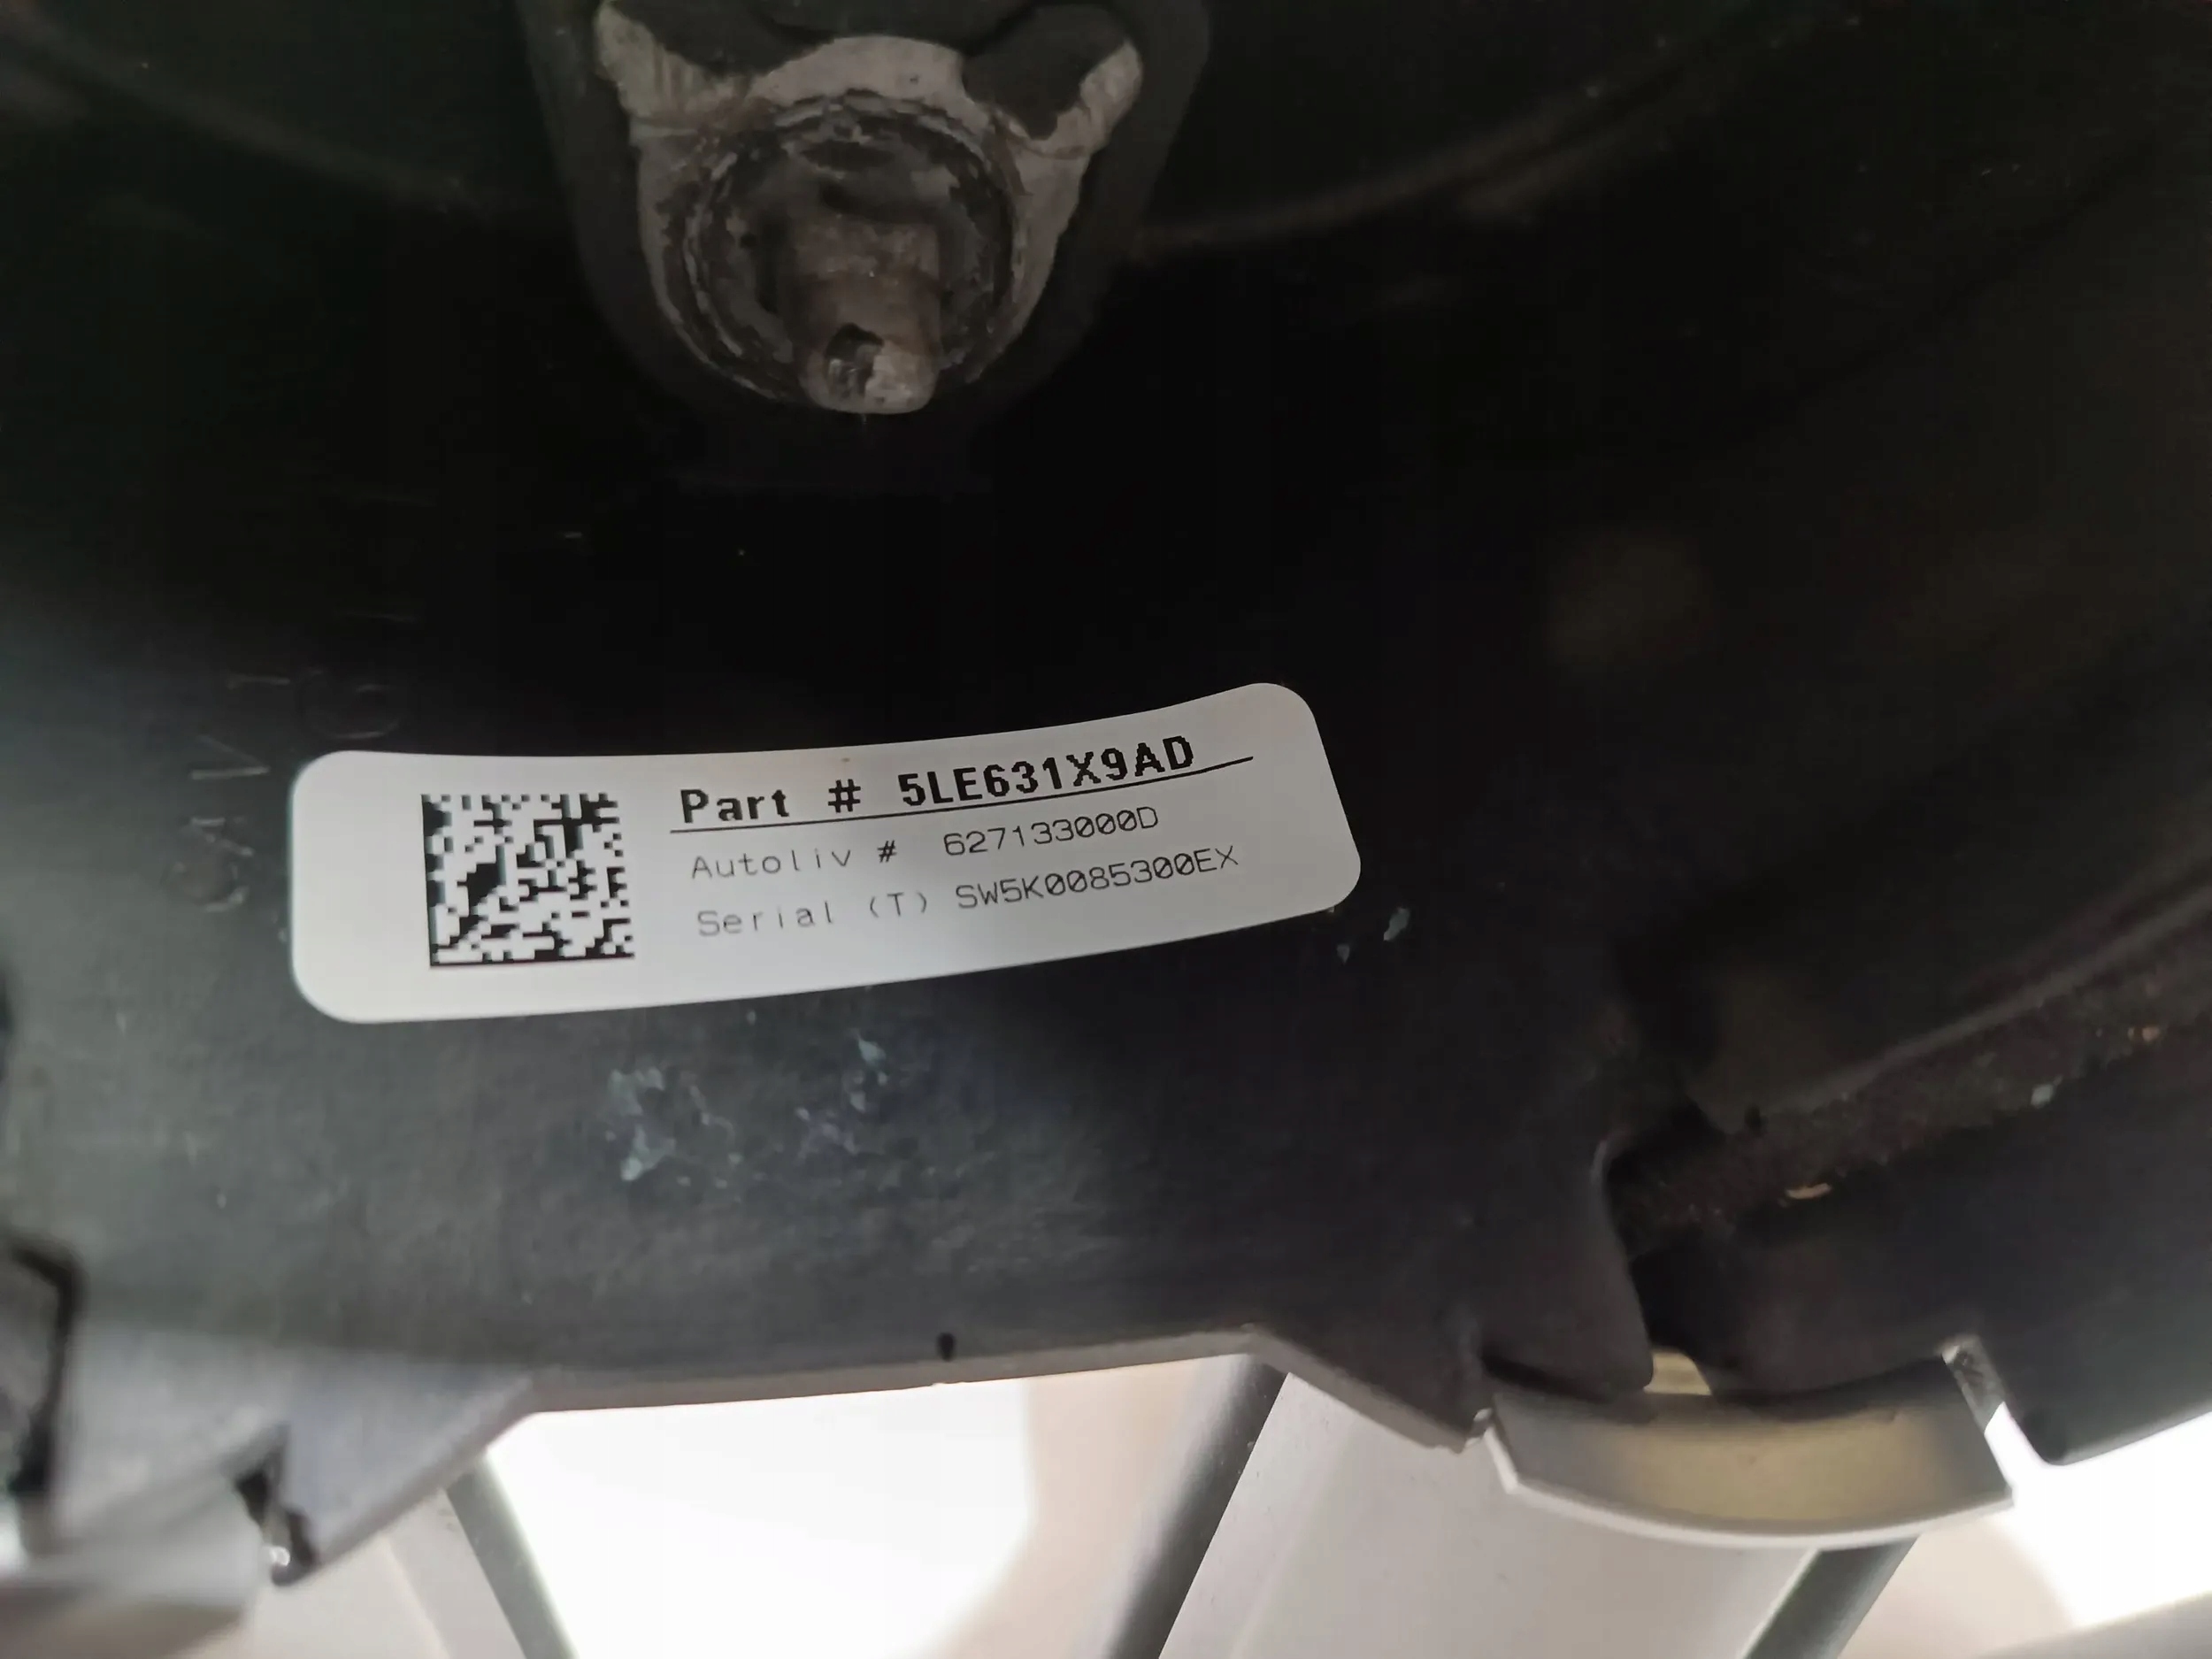 Part # 5LE631X9AD
Autoliv # 627133000D
Serial (T) SW5K0085300EX